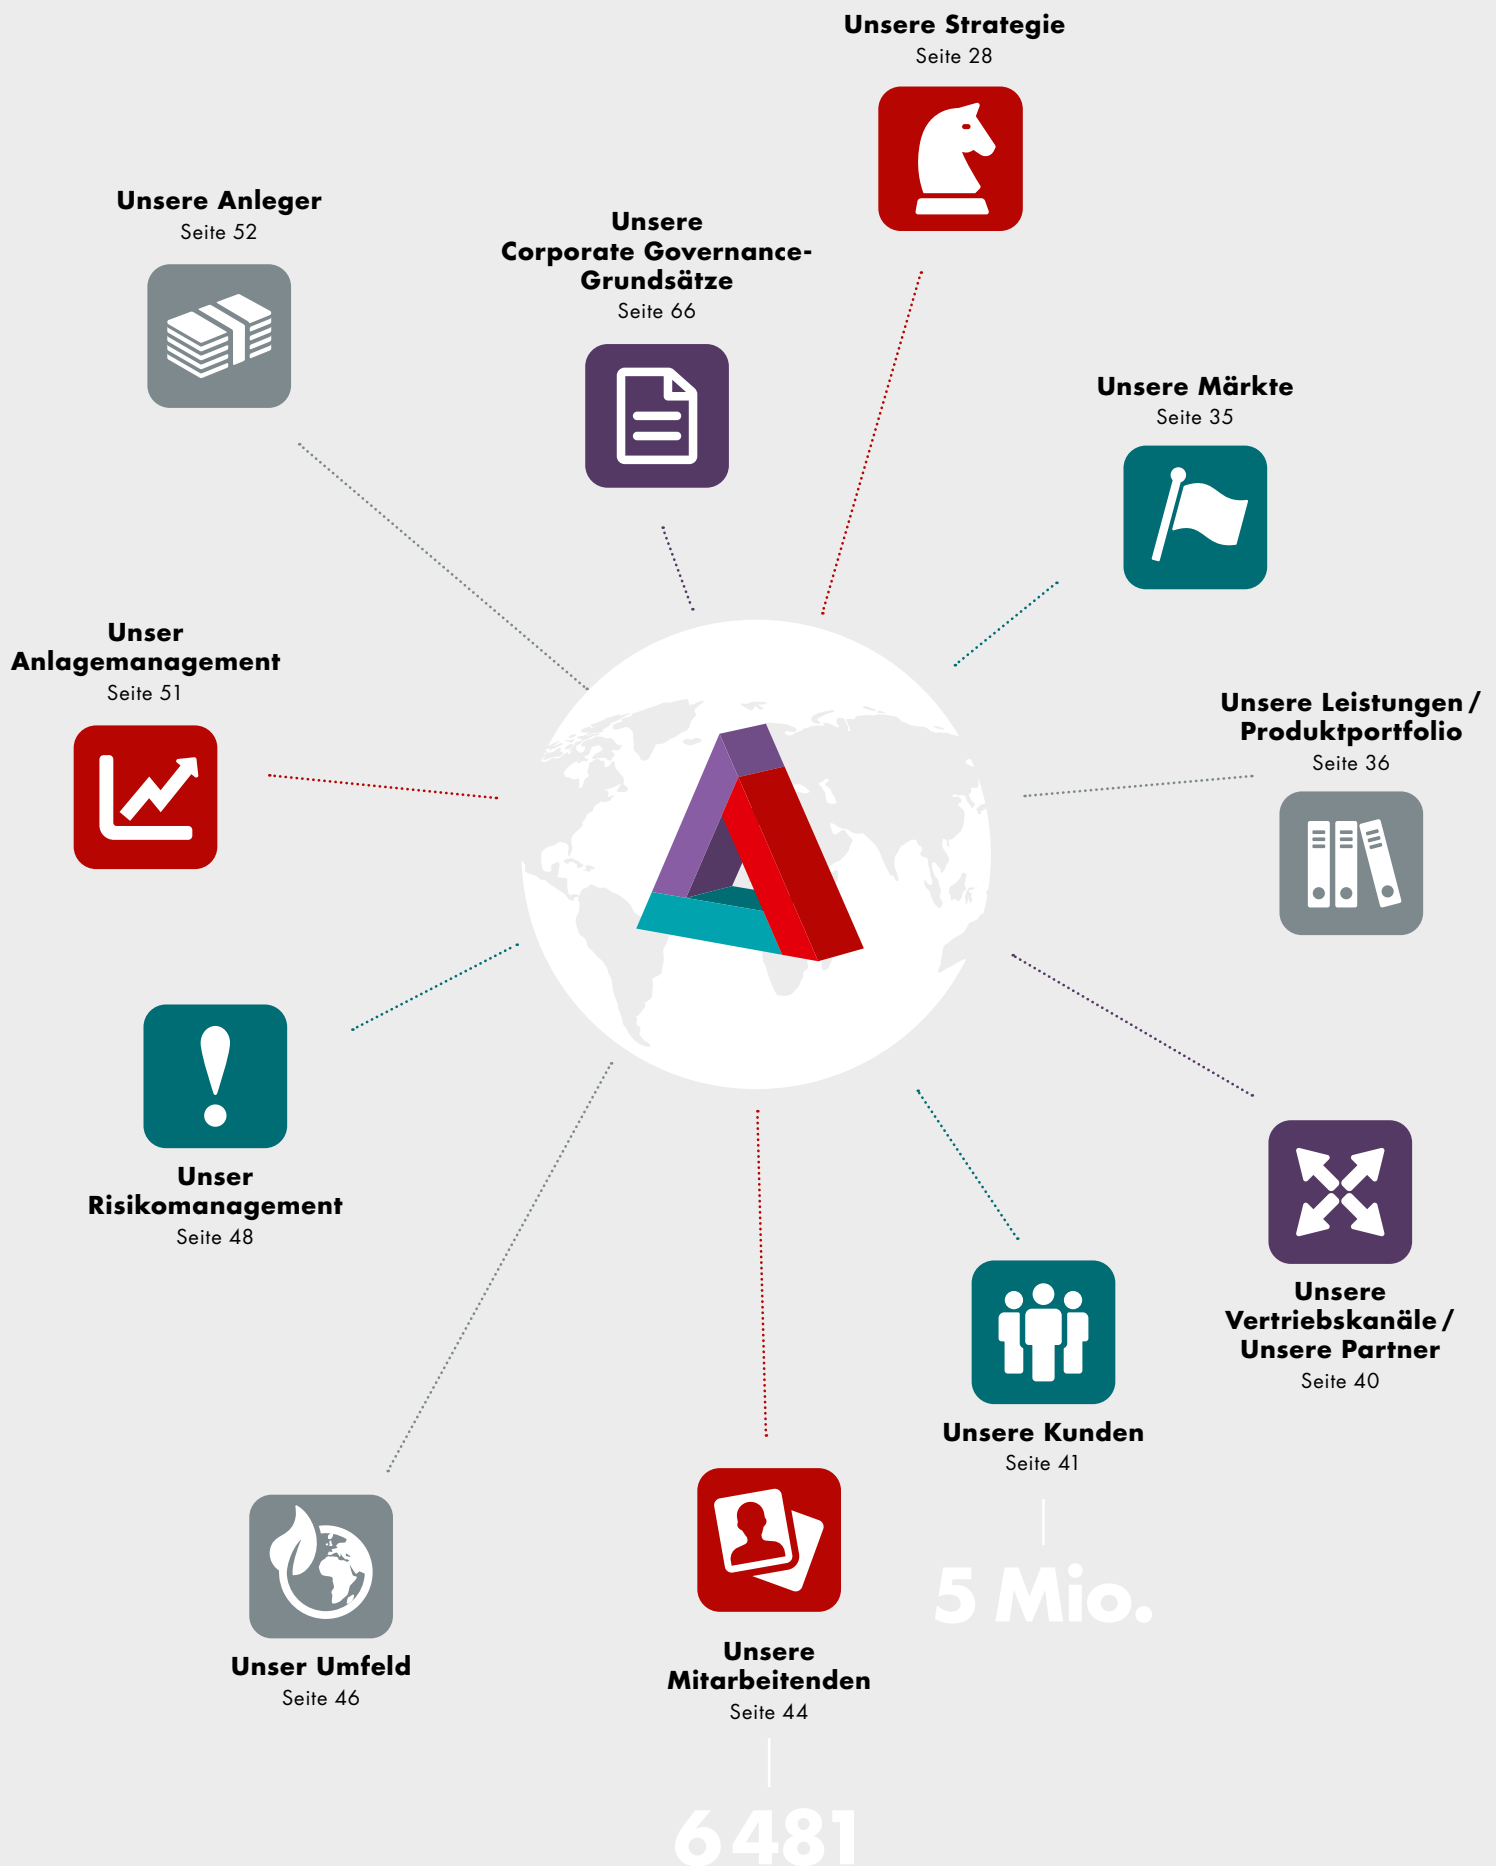 Unsere Strategie
Seite 28
Unsere Anleger
Seite 52
Unsere
Corporate Governance-
Grundsätze
Seite 66
Unsere Märkte
Seite 35
Unser
Anlagemanagement
Seite 51
Unsere Leistungen /
Produktportfolio
Seite 36
Unser
Risikomanagement
Seite 48
Unsere
Vertriebskanäle /
Unsere Partner
Seite 40
Unsere Kunden
Seite 41
5 Mio.
Unser Umfeld
Seite 46
Unsere
Mitarbeitenden
Seite 44
6 481